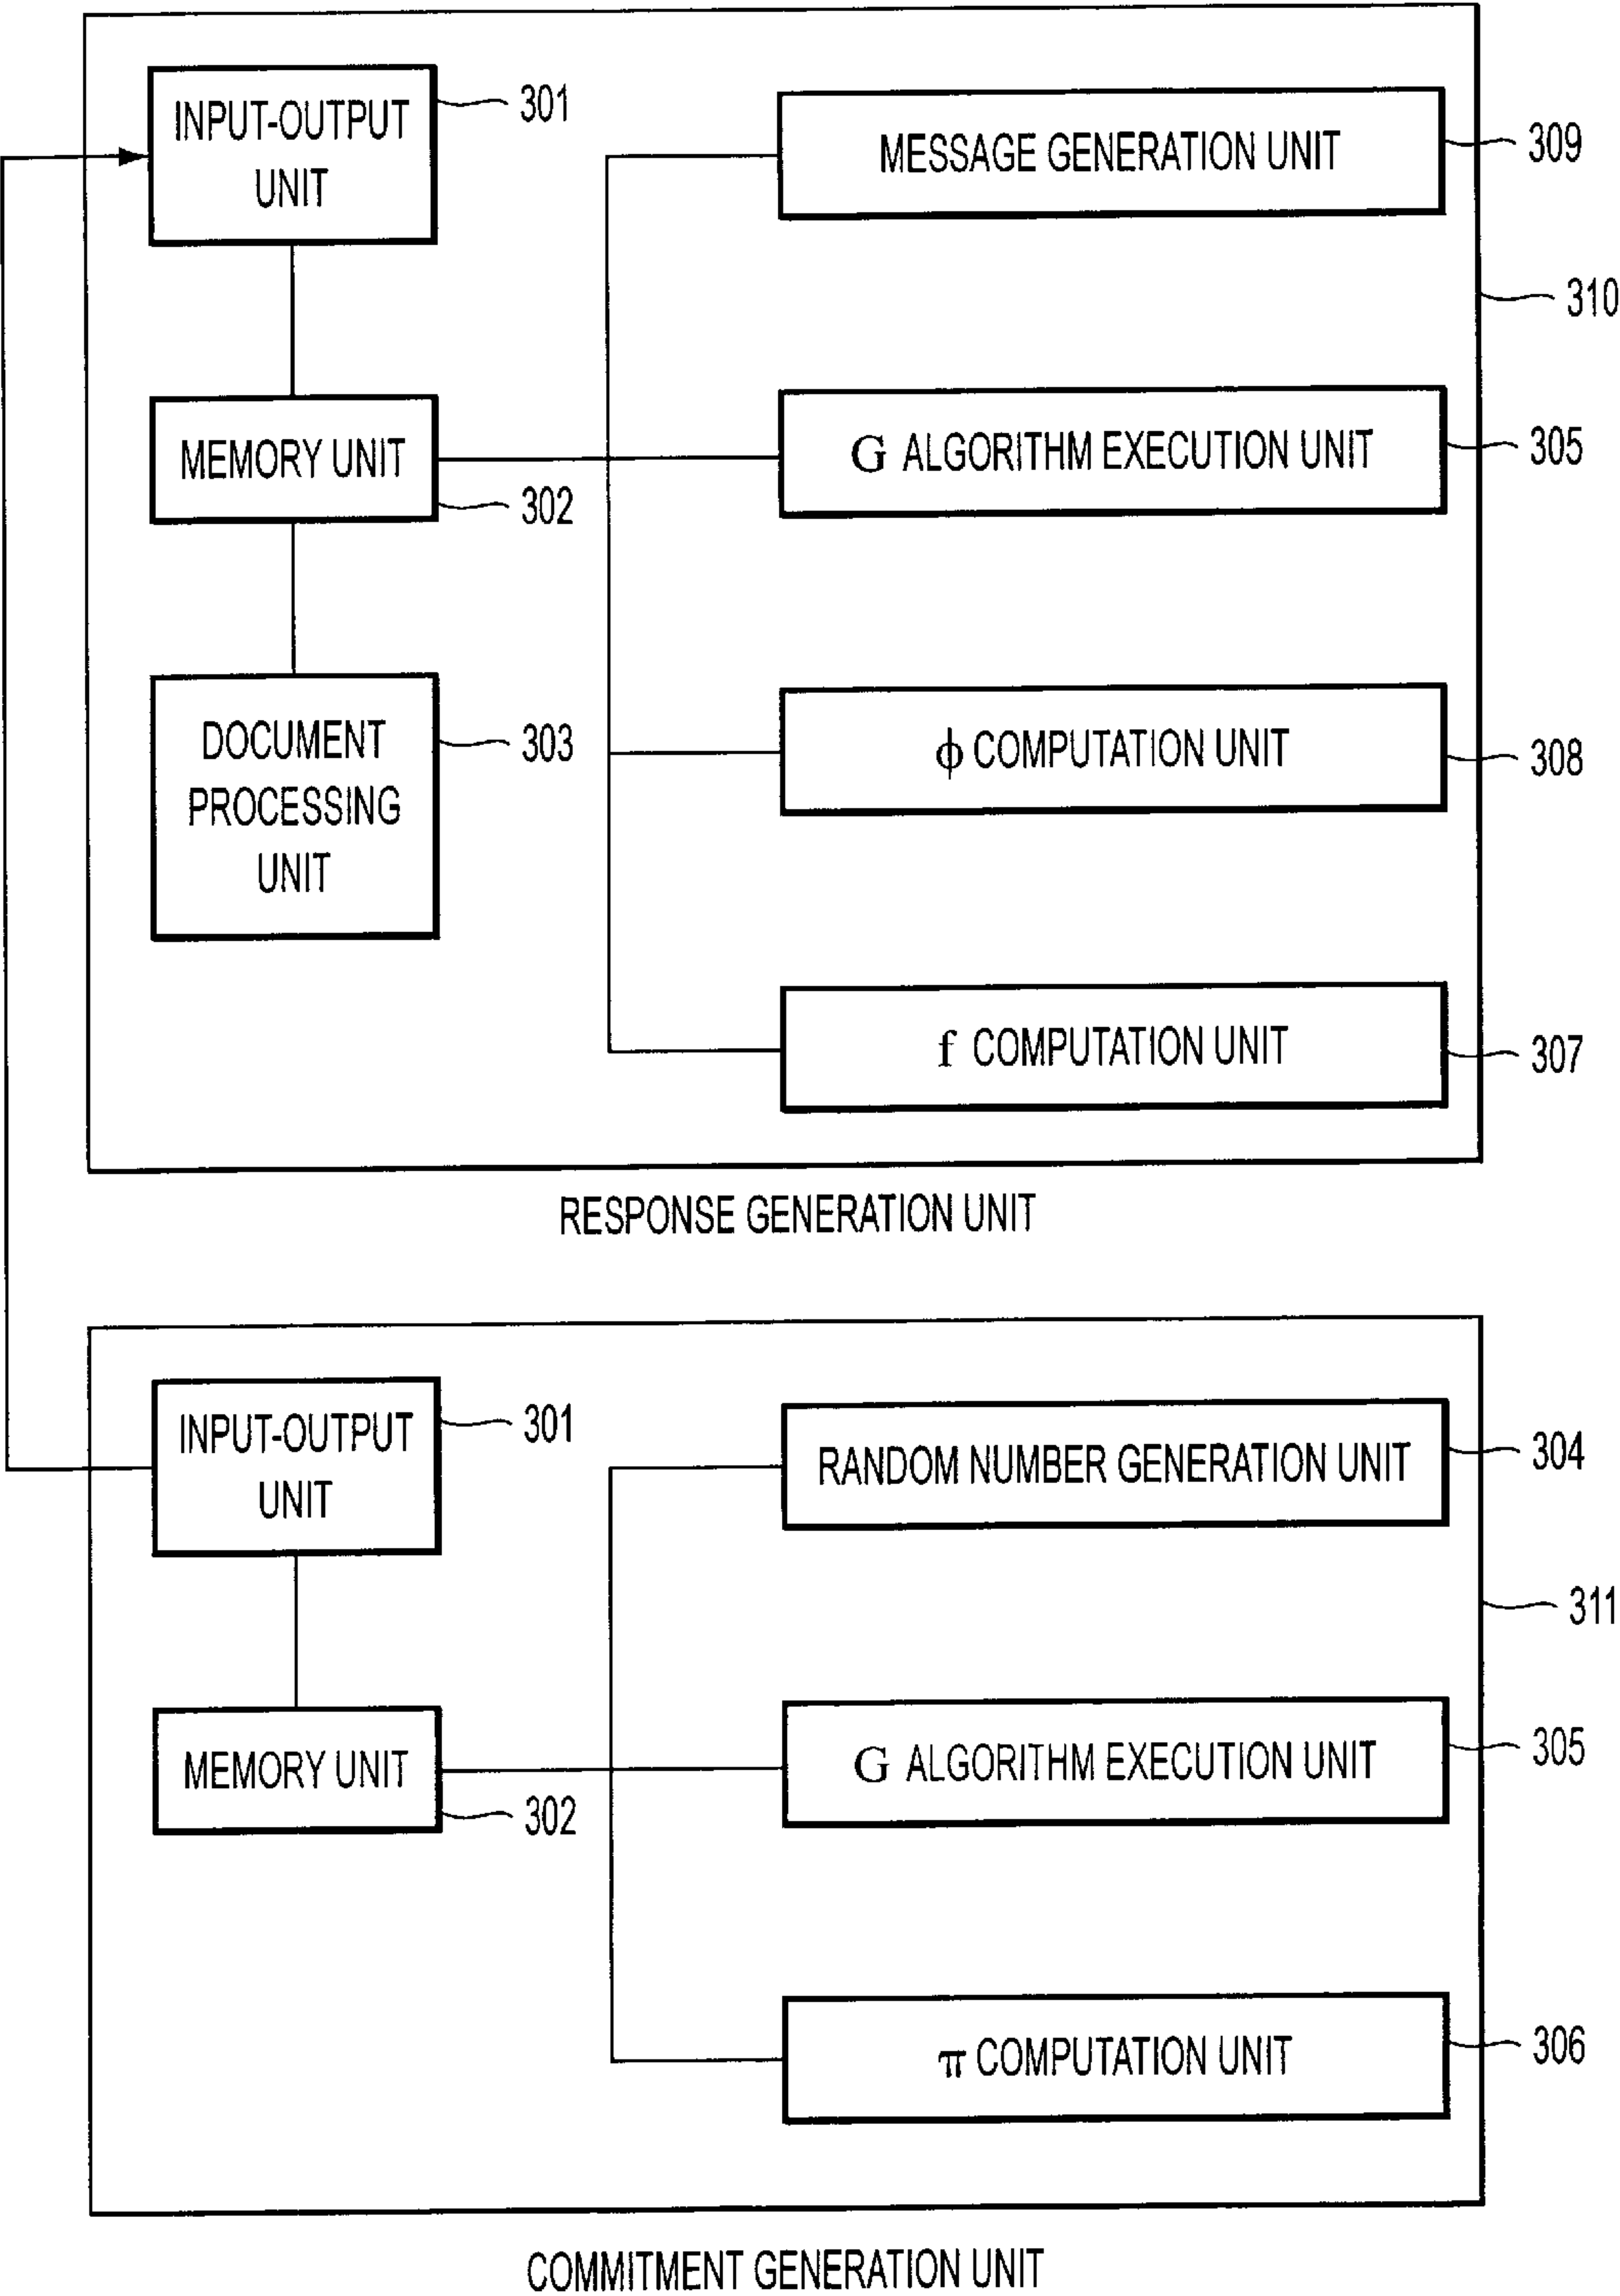 INPUT-OUTPUT
UNIT
301
MESSAGE GENERATION UNIT
309
310
MEMORY UNIT
302
G ALGORITHM EXECUTION UNIT
305
DOCUMENT
PROCESSING
UNIT
303
ϕ COMPUTATION UNIT
308
f COMPUTATION UNIT
307
RESPONSE GENERATION UNIT
INPUT-OUTPUT
UNIT
301
RANDOM NUMBER GENERATION UNIT
304
311
MEMORY UNIT
302
G ALGORITHM EXECUTION UNIT
305
π COMPUTATION UNIT
306
COMMITMENT GENERATION UNIT